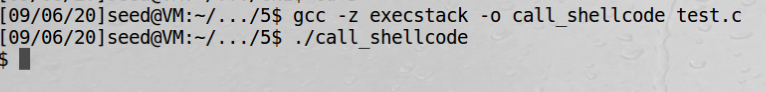 [09/06/20]seed@VM:~/.../5$ gcc -z execstack -o call_shellcode test.c
[09/06/20]seed@VM:~/.../5$ ./call_shellcode
$